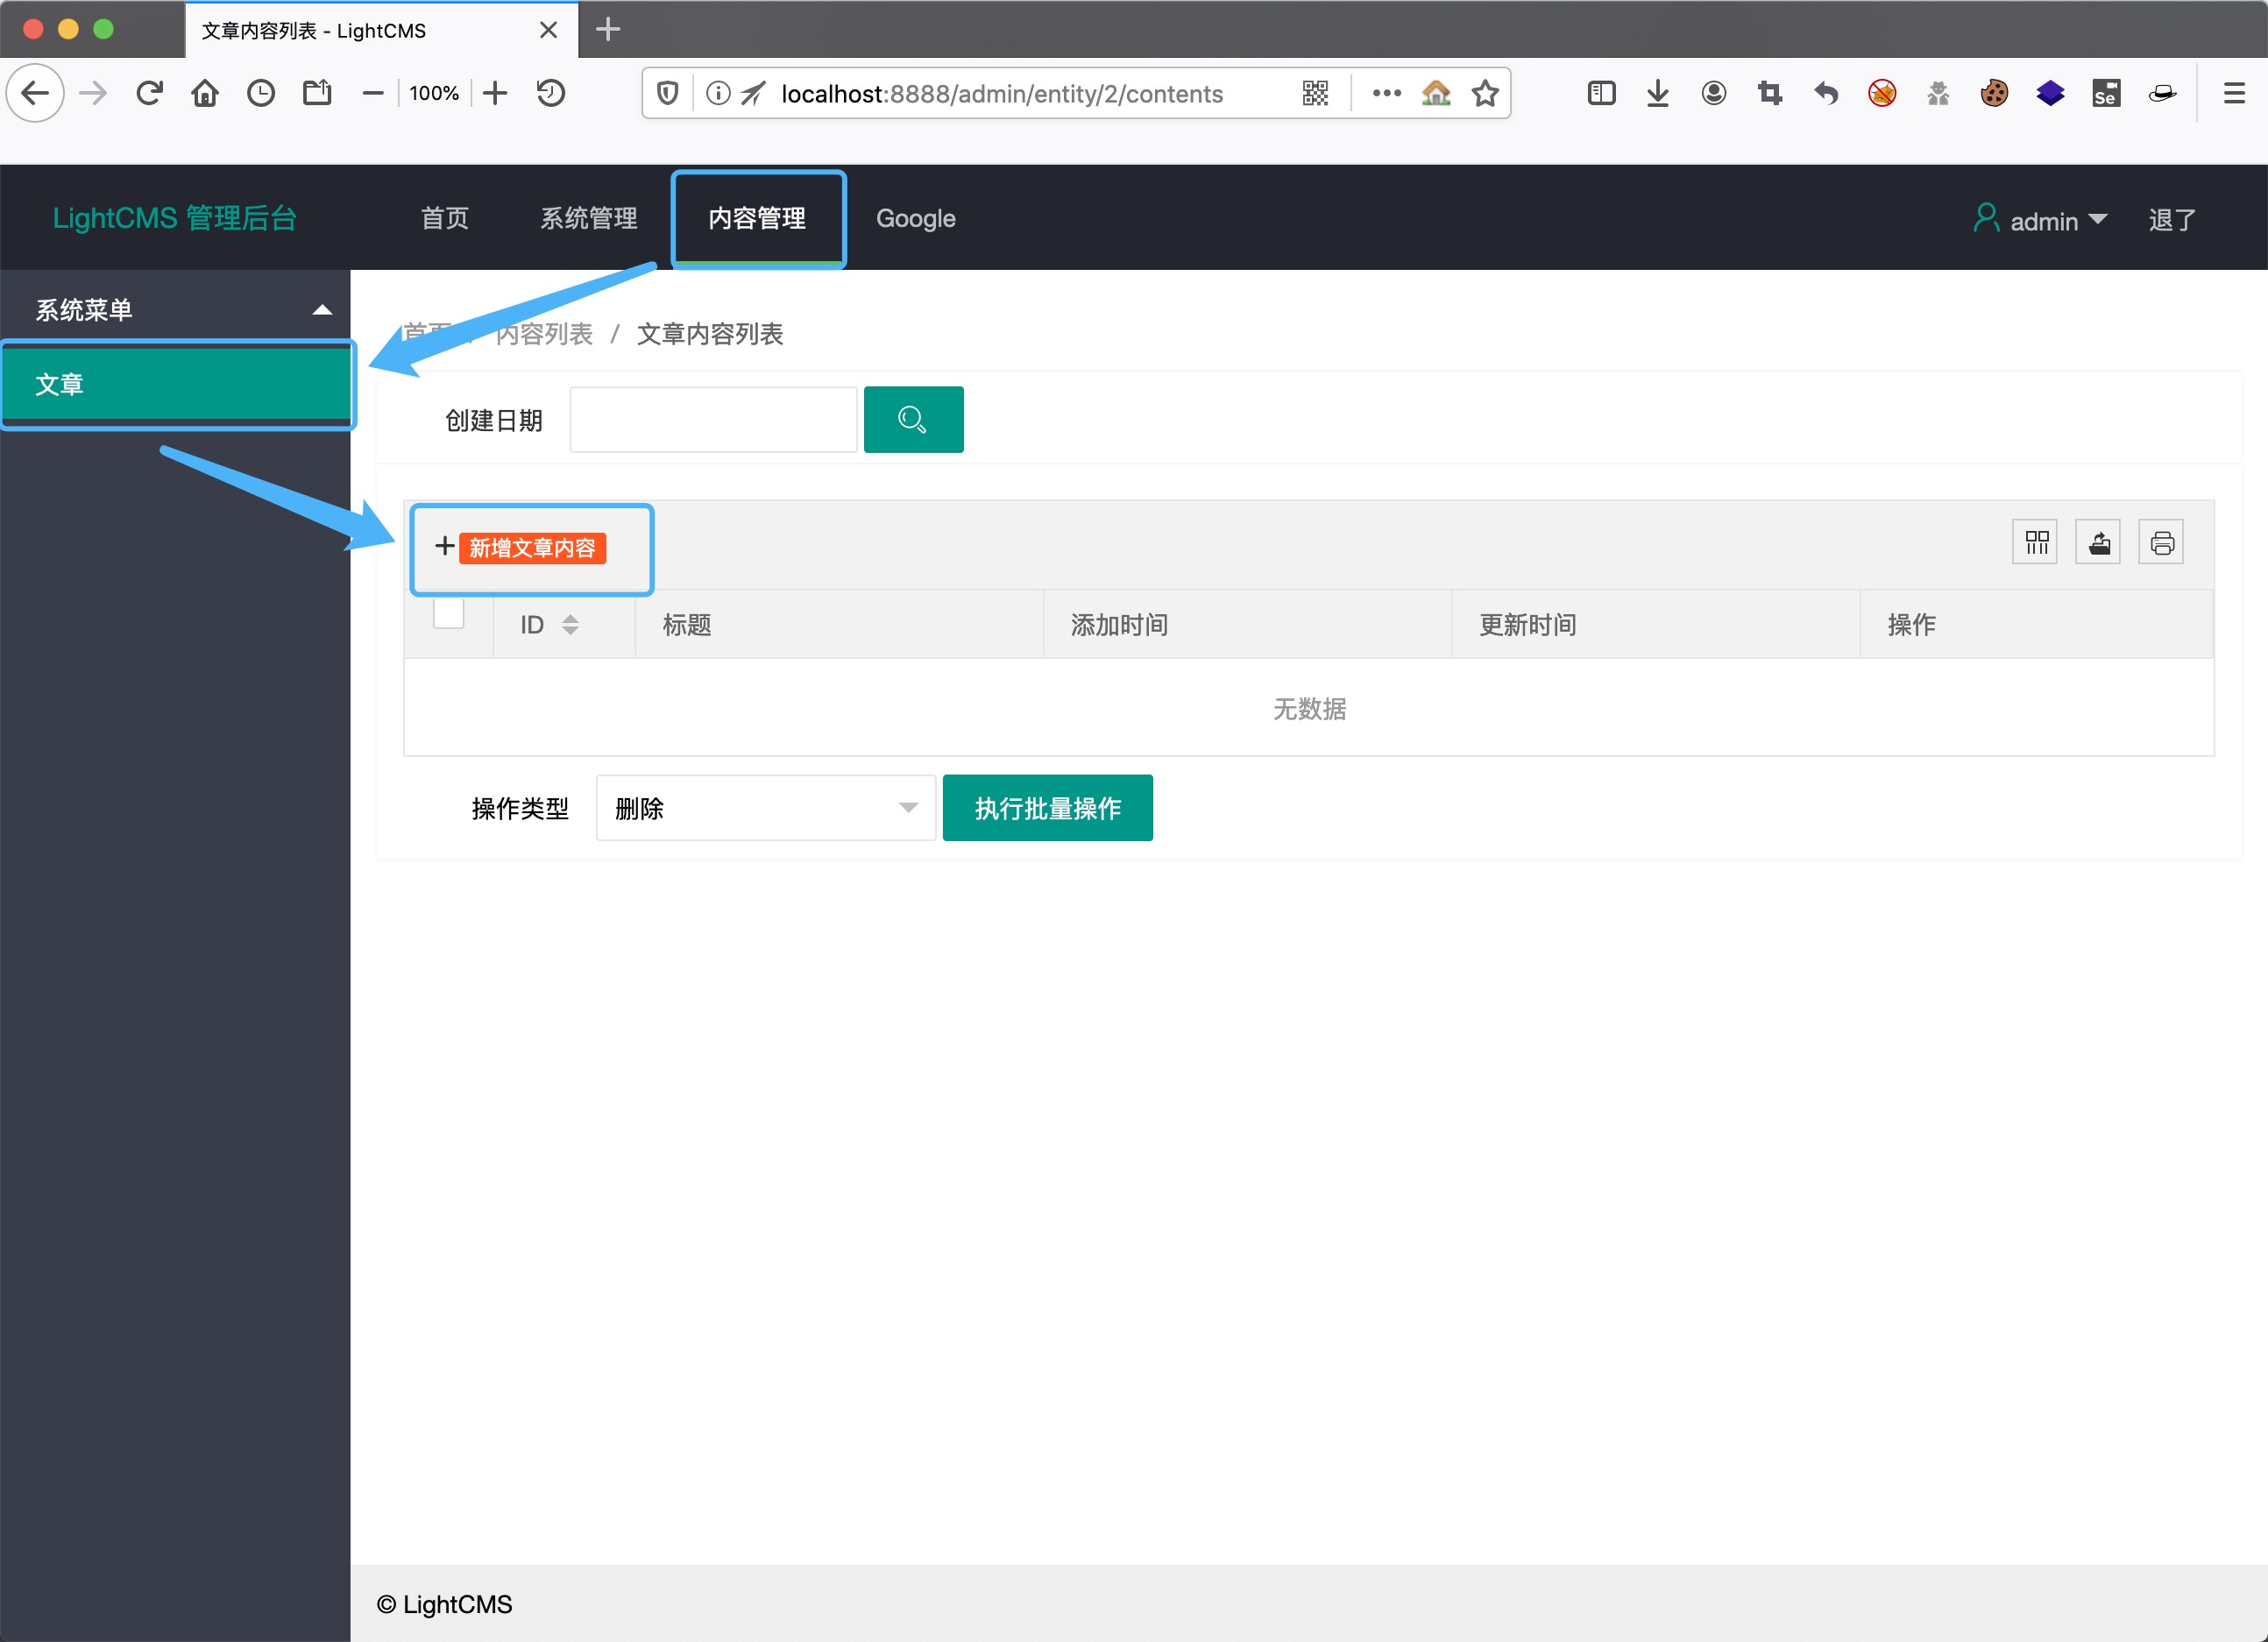 文章内容列表 - LightCMS
100%
localhost:8888/admin/entity/2/contents
Se
LightCMS 管理后台
首页
系统管理
内容管理
Google
admin
退了
系统菜单
文章
首页 / 内容列表 / 文章内容列表
创建日期
新增文章内容
ID
标题
添加时间
更新时间
操作
无数据
操作类型
删除
执行批量操作
© LightCMS